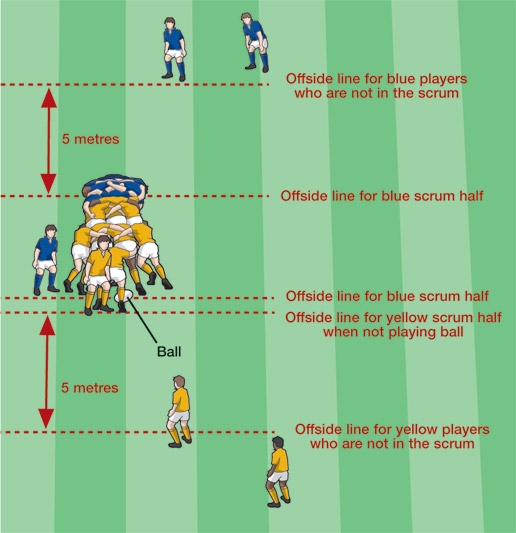 Offside line for blue players
who are not in the scrum
5 metres
Offside line for blue scrum half
Offside line for blue scrum half
Offside line for yellow scrum half
when not playing ball
Ball
5 metres
Offside line for yellow players
who are not in the scrum